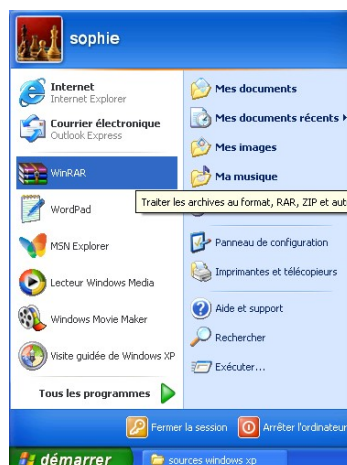 sophie
Internet
Internet Explorer
Courrier électronique
Outlook Express
WinRAR
WordPad
MSN Explorer
Lecteur Windows Media
Windows Movie Maker
Visite guidée de Windows XP
Tous les programmes
Mes documents
Mes documents récents
Mes images
Ma musique
Traiter les archives au format, RAR, ZIP et aut
Panneau de configuration
Imprimantes et télécopieurs
Aide et support
Rechercher
Exécuter...
Fermer la session
Arrêter l'ordinateur
démarrer
sources windows xp